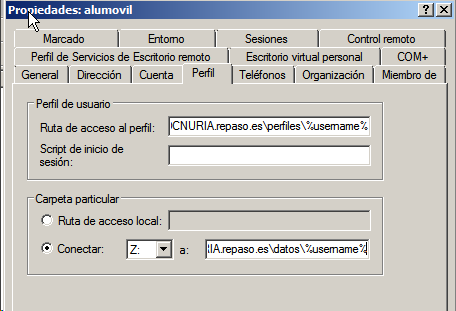 Propiedades: alumovil
Marcado Entorno Sesiones Control remoto
Perfil de Servicios de Escritorio remoto Escritorio virtual personal COM+
General Dirección Cuenta Perfil Teléfonos Organización Miembro de
Perfil de usuario
Ruta de acceso al perfil: CNURIA.repaso.es\perfiles\%username%
Script de inicio de
sesión:
Carpeta particular
Ruta de acceso local:
Conectar: Z: a: IA.repaso.es\datos\%username%